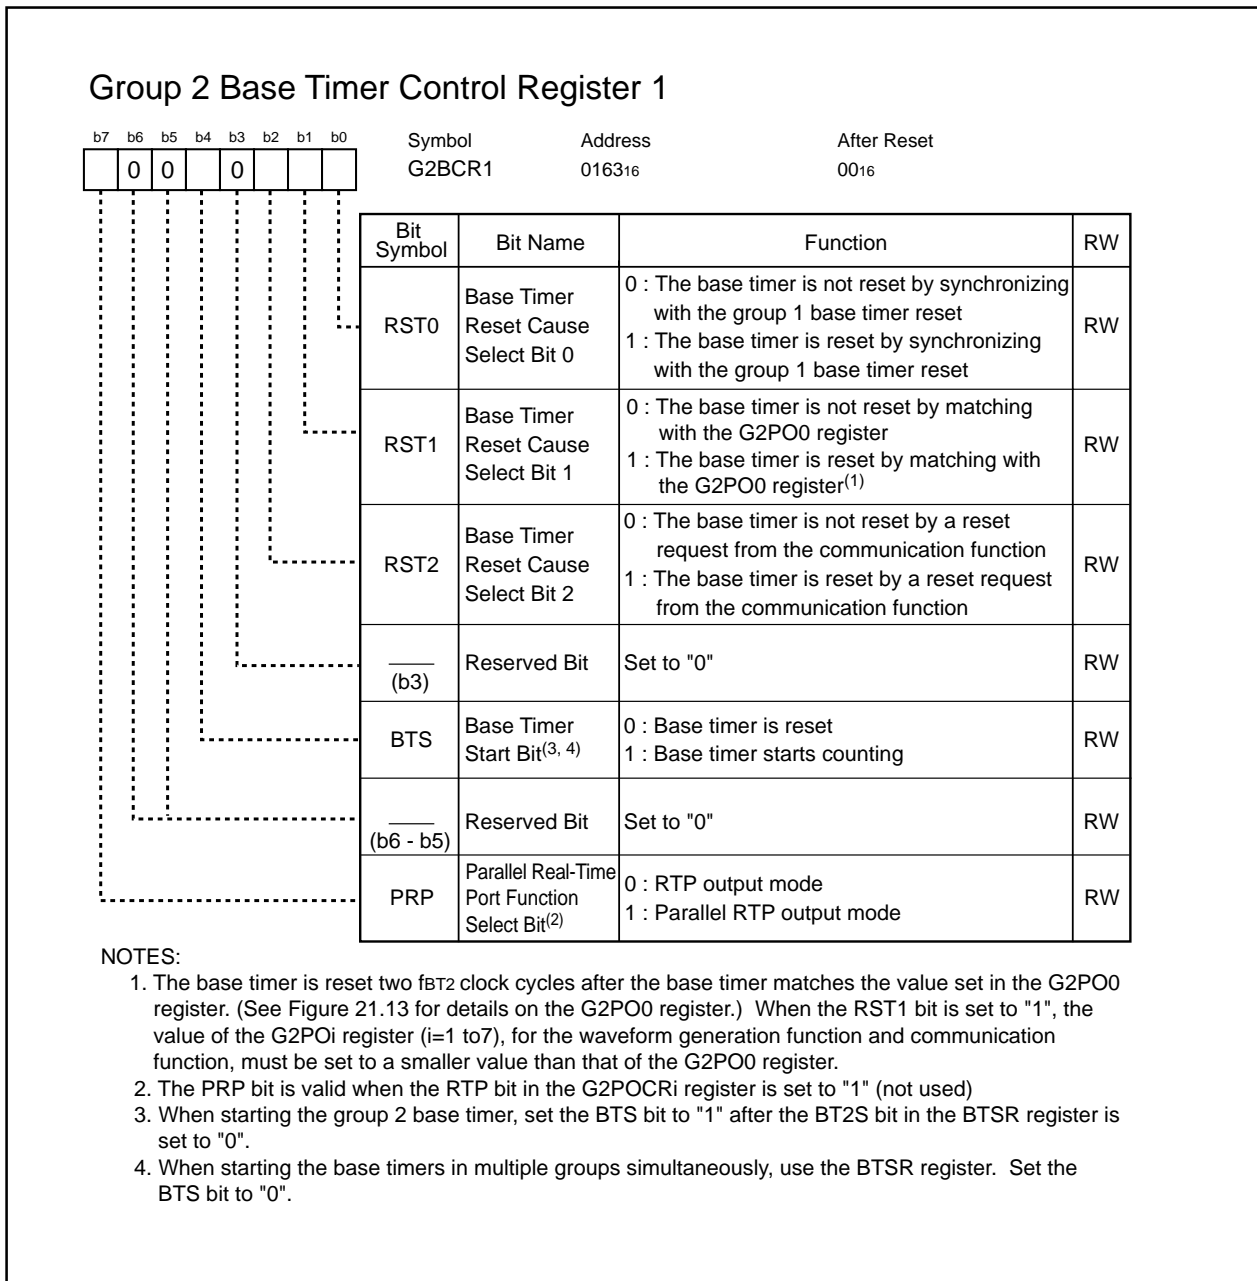 Group 2 Base Timer Control Register 1
b7 b6 b5 b4 b3 b2 b1 b0
0 0 0
Symbol Address After Reset
G2BCR1 016316 0016
Bit Symbol Bit Name Function RW
RST0
Base Timer
Reset Cause
Select Bit 0
0 : The base timer is not reset by synchronizing
with the group 1 base timer reset
1 : The base timer is reset by synchronizing
with the group 1 base timer reset
RW
RST1
Base Timer
Reset Cause
Select Bit 1
0 : The base timer is not reset by matching
with the G2PO0 register
1 : The base timer is reset by matching with
the G2PO0 register(1)
RW
RST2
Base Timer
Reset Cause
Select Bit 2
0 : The base timer is not reset by a reset
request from the communication function
1 : The base timer is reset by a reset request
from the communication function
RW
(b3)
Reserved Bit
Set to "0"
RW
BTS
Base Timer
Start Bit(3, 4)
0 : Base timer is reset
1 : Base timer starts counting
RW
(b6 - b5)
Reserved Bit
Set to "0"
RW
PRP
Parallel Real-Time
Port Function
Select Bit(2)
0 : RTP output mode
1 : Parallel RTP output mode
RW
NOTES:
1. The base timer is reset two fBT2 clock cycles after the base timer matches the value set in the G2PO0
register. (See Figure 21.13 for details on the G2PO0 register.) When the RST1 bit is set to "1", the
value of the G2POi register (i=1 to7), for the waveform generation function and communication
function, must be set to a smaller value than that of the G2PO0 register.
2. The PRP bit is valid when the RTP bit in the G2POCRi register is set to "1" (not used)
3. When starting the group 2 base timer, set the BTS bit to "1" after the BT2S bit in the BTSR register is
set to "0".
4. When starting the base timers in multiple groups simultaneously, use the BTSR register. Set the
BTS bit to "0".